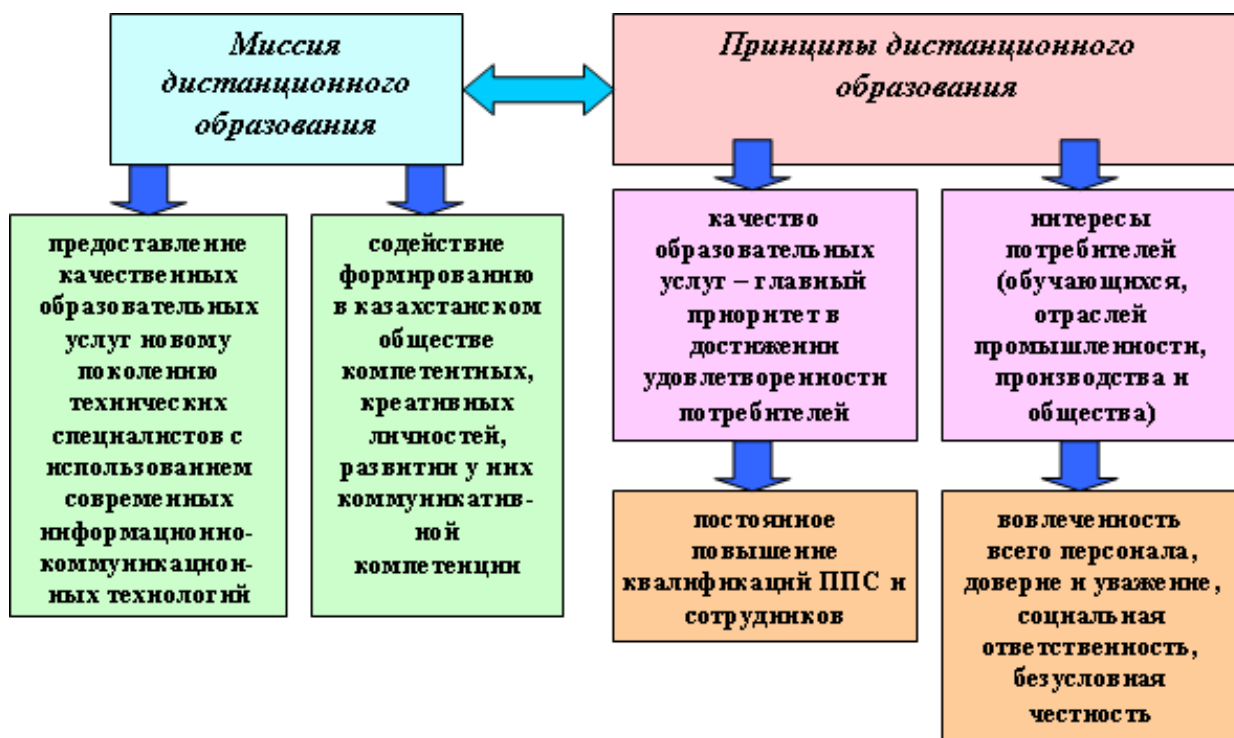 Миссия
дистанционного
образования
Принципы дистанционного
образования
предоставление
качественных
образовательных
услуг новому
поколению
технических
специалистов с
использованием
современных
информационно-
коммуникацион-
ных технологий
содействие
формированию
в казахстанском
обществе
компетентных,
креативных
личностей,
развитии у них
коммуникатив-
ной
компетенции
качество
образовательных
услуг – главный
приоритет в
достижении
удовлетворенности
потребителей
интересы
потребителей
(обучающихся,
отраслей
промышленности,
производства и
общества)
постоянное
повышение
квалификаций ППС и
сотрудников
вовлеченность
всего персонала,
доверие и уважение,
социальная
ответственность,
безусловная
честность